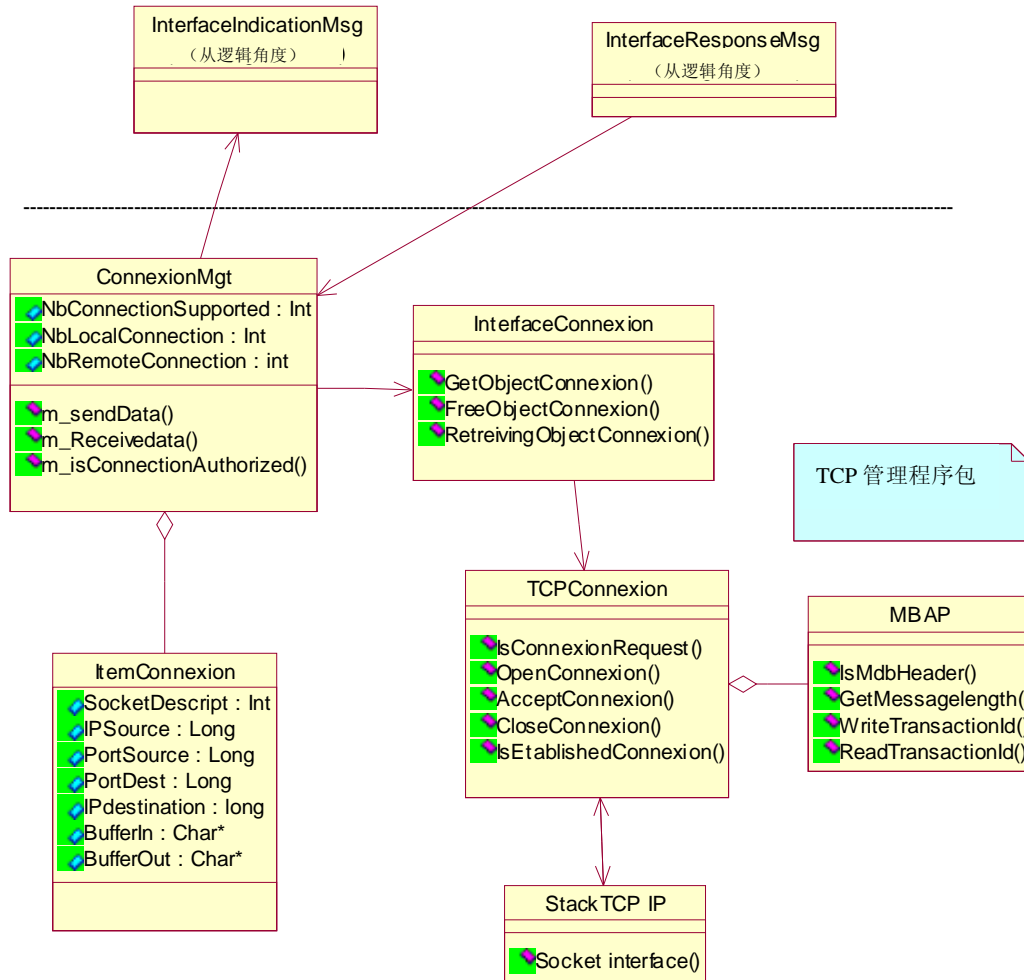 InterfaceIndicationMsg
（从逻辑角度）
InterfaceResponseMsg
（从逻辑角度）
ConnexionMgt
NbConnectionSupported : Int
NbLocalConnection : Int
NbRemoteConnection : int
m_sendData()
m_Receivedata()
m_isConnectionAuthorized()
InterfaceConnexion
GetObjectConnexion()
FreeObjectConnexion()
RetreivingObjectConnexion()
TCP 管理程序包
TCPConnexion
IsConnexionRequest()
OpenConnexion()
AcceptConnexion()
CloseConnexion()
IsEtablishedConnexion()
MBAP
IsMdbHeader()
GetMessagelength()
WriteTransactionId()
ReadTransactionId()
ItemConnexion
SocketDescript : Int
IPSource : Long
PortSource : Long
PortDest : Long
IPdestination : long
BufferIn : Char*
BufferOut : Char*
StackTCP IP
Socket interface()